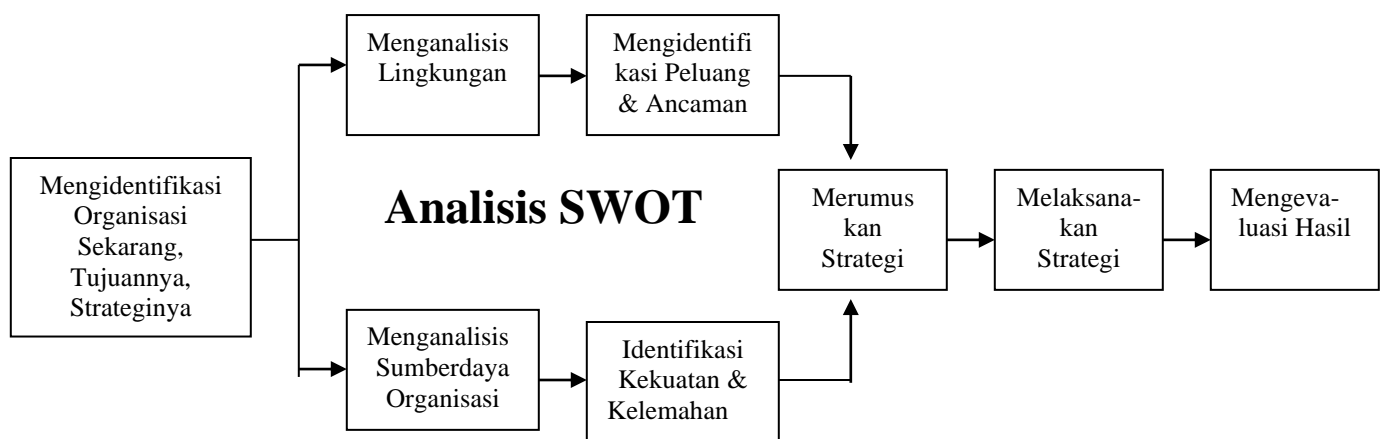 Mengidentifikasi
Organisasi
Sekarang,
Tujuannya,
Strateginya
Menganalisis
Lingkungan
Mengidentifi
kasi Peluang
& Ancaman
Analisis SWOT
Menganalisis
Sumberdaya
Organisasi
Identifikasi
Kekuatan &
Kelemahan
Merumus
kan
Strategi
Melaksana-
kan
Strategi
Mengeva-
luasi Hasil